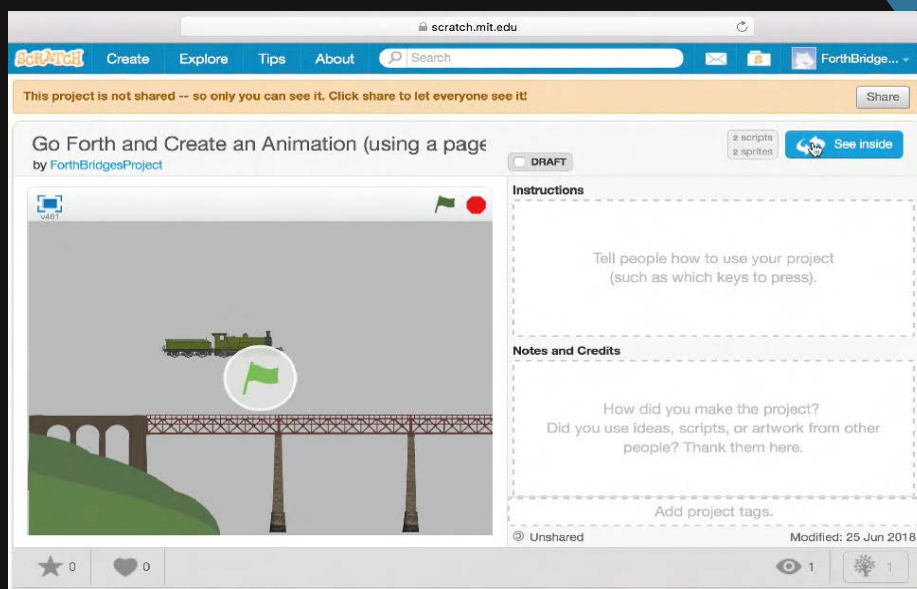 scratch.mit.edu
SCRATCH Create Explore Tips About Search ForthBridge...
This project is not shared -- so only you can see it. Click share to let everyone see it!
Share
Go Forth and Create an Animation (using a page
by ForthBridgesProject
DRAFT
2 scripts
2 sprites
See inside
v461
Instructions
Tell people how to use your project
(such as which keys to press).
Notes and Credits
How did you make the project?
Did you use ideas, scripts, or artwork from other
people? Thank them here.
Add project tags.
Unshared
Modified: 25 Jun 2018
0
0
1
1